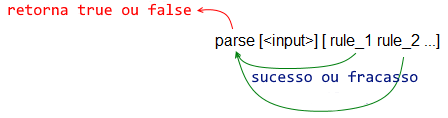 retorna true ou false
parse [<input>] [ rule_1 rule_2 ...]
sucesso ou fracasso